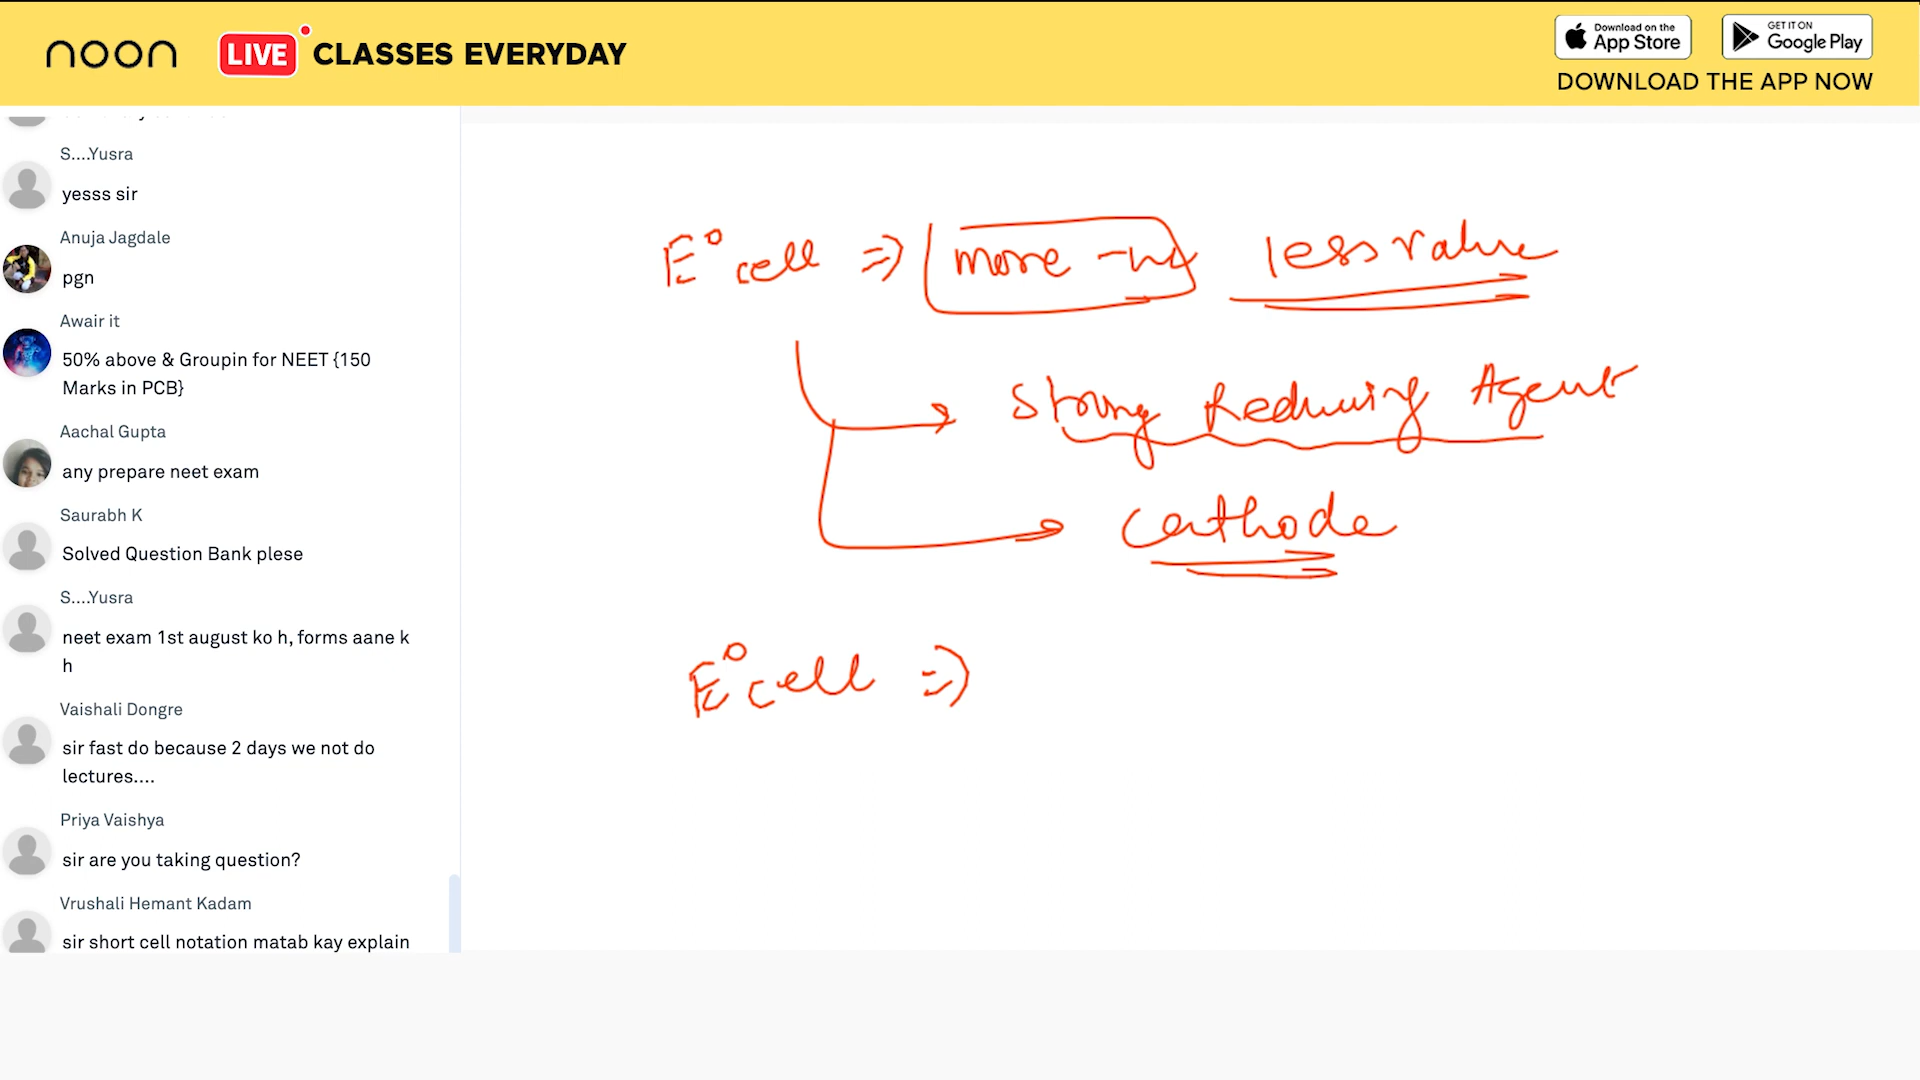 noon LIVE CLASSES EVERYDAY
Download on the App Store
GET IT ON Google Play
DOWNLOAD THE APP NOW
S....Yusra
yesss sir
Anuja Jagdale
pgn
Awair it
50% above & Groupin for NEET {150
Marks in PCB}
Aachal Gupta
any prepare neet exam
Saurabh K
Solved Question Bank plese
S....Yusra
neet exam 1st august ko h, forms aane k
h
Vaishali Dongre
sir fast do because 2 days we not do
lectures....
Priya Vaishya
sir are you taking question?
Vrushali Hemant Kadam
sir short cell notation matab kay explain
E° cell => more -ve less value
Strong Reducing Agent
Cathode
E° cell =>